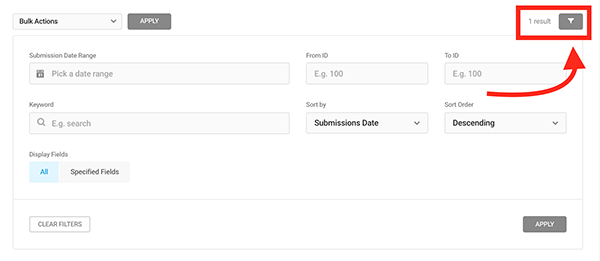 Bulk Actions APPLY 1 result
Submission Date Range From ID To ID
Pick a date range E.g. 100 E.g. 100
Keyword Sort by Sort Order
E.g. search Submissions Date Descending
Display Fields
All Specified Fields
CLEAR FILTERS APPLY